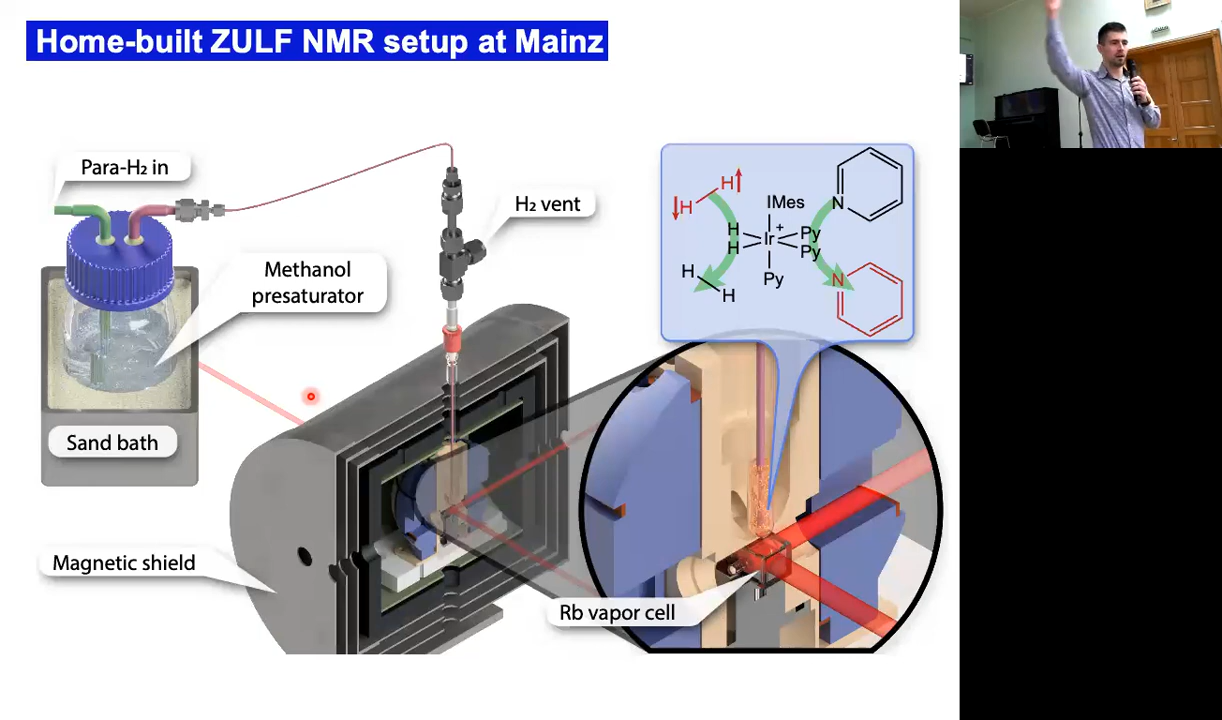 Home-built ZULF NMR setup at Mainz
Para-H₂ in
H₂ vent
Methanol
presaturator
Sand bath
Magnetic shield
Rb vapor cell
H
H
IMes
N
H
H
Ir
+
Py
Py
Py
H
H
N